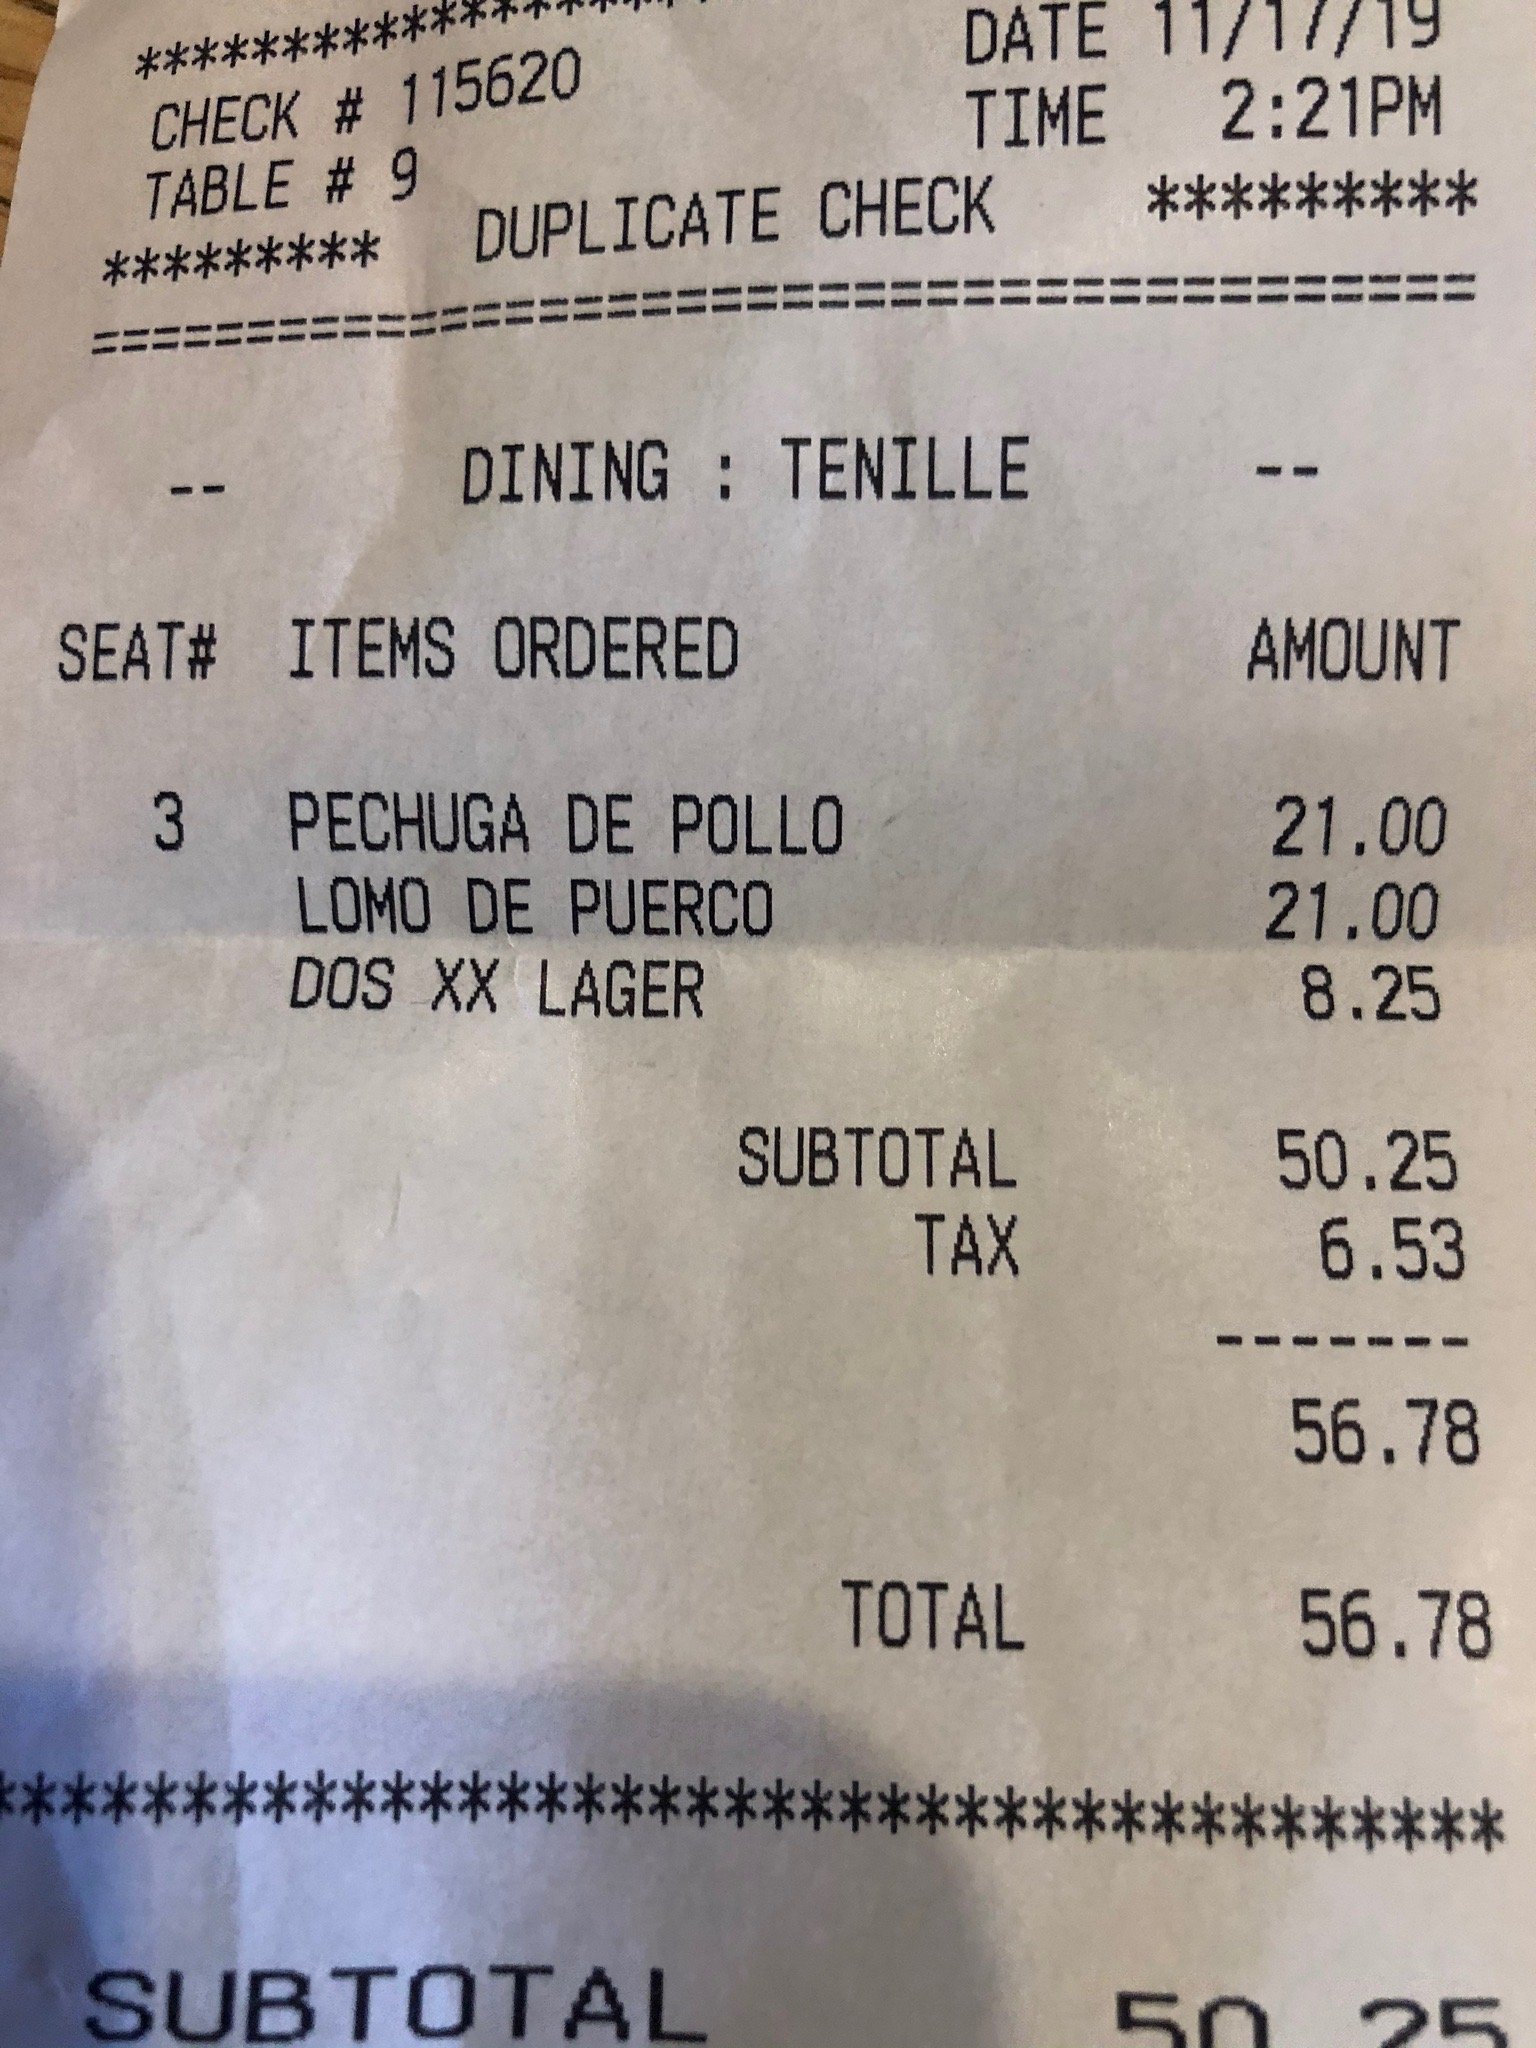 *********************
CHECK # 115620 DATE 11/17/19
TABLE # 9 TIME 2:21PM
********* DUPLICATE CHECK *********
=========================================
-- DINING : TENILLE --
SEAT# ITEMS ORDERED AMOUNT
3 PECHUGA DE POLLO 21.00
LOMO DE PUERCO 21.00
DOS XX LAGER 8.25
SUBTOTAL 50.25
TAX 6.53
-------
56.78
TOTAL 56.78
***************************************
SUBTOTAL 50.25